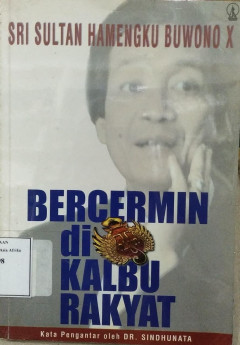 SRI SULTAN HAMENGKU BUWONO X
BERCERMIN
di
KALBU
RAKYAT
Kata Pengantar oleh DR. SINDHUNATA